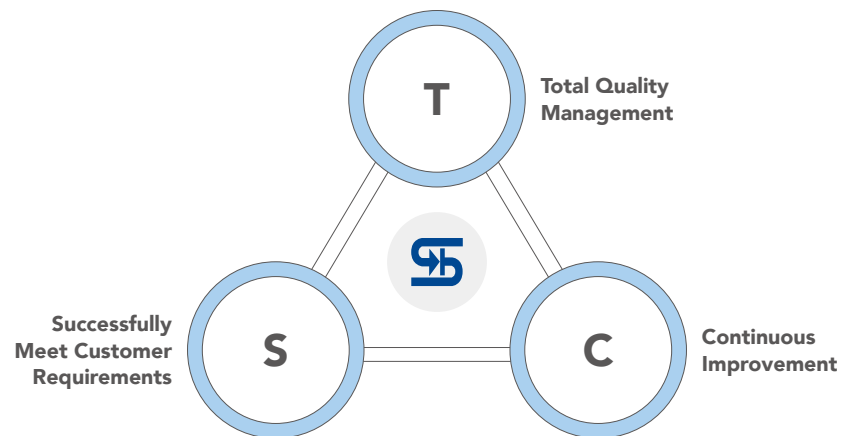 T
Total Quality
Management
Successfully
Meet Customer
Requirements
S
C
Continuous
Improvement